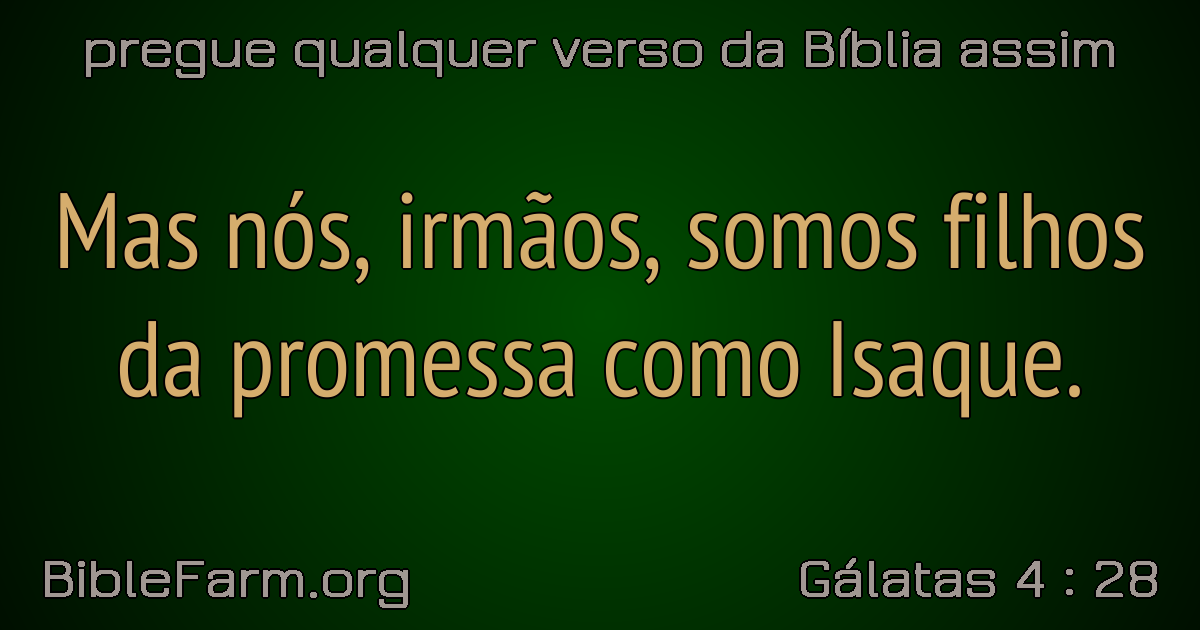 pregue qualquer verso da Bíblia assim
Mas nós, irmãos, somos filhos
da promessa como Isaque.
BibleFarm.org
Gálatas 4 : 28